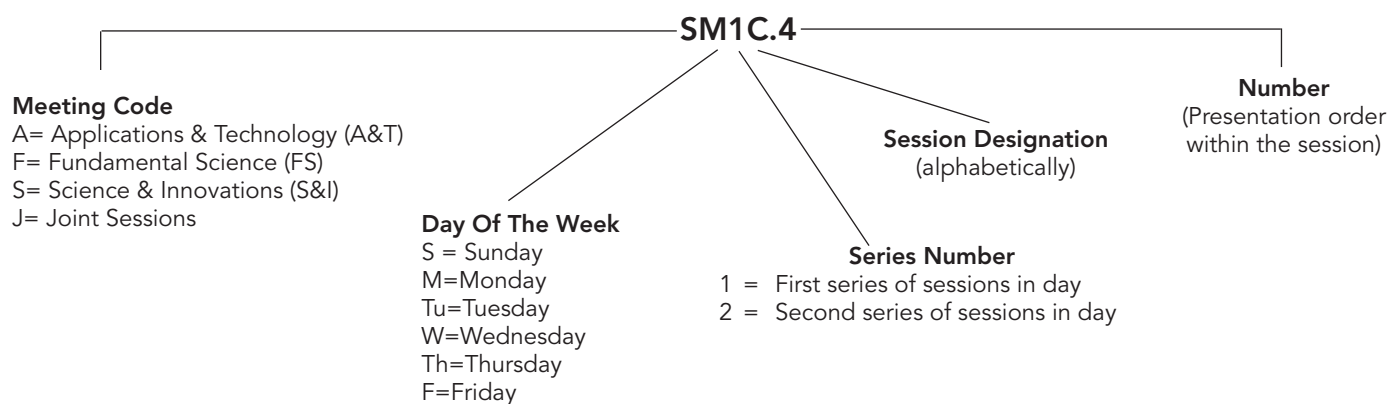 SM1C.4
Meeting Code
A= Applications & Technology (A&T)
F= Fundamental Science (FS)
S= Science & Innovations (S&I)
J= Joint Sessions
Day Of The Week
S = Sunday
M=Monday
Tu=Tuesday
W=Wednesday
Th=Thursday
F=Friday
Series Number
1 = First series of sessions in day
2 = Second series of sessions in day
Session Designation
(alphabetically)
Number
(Presentation order
within the session)